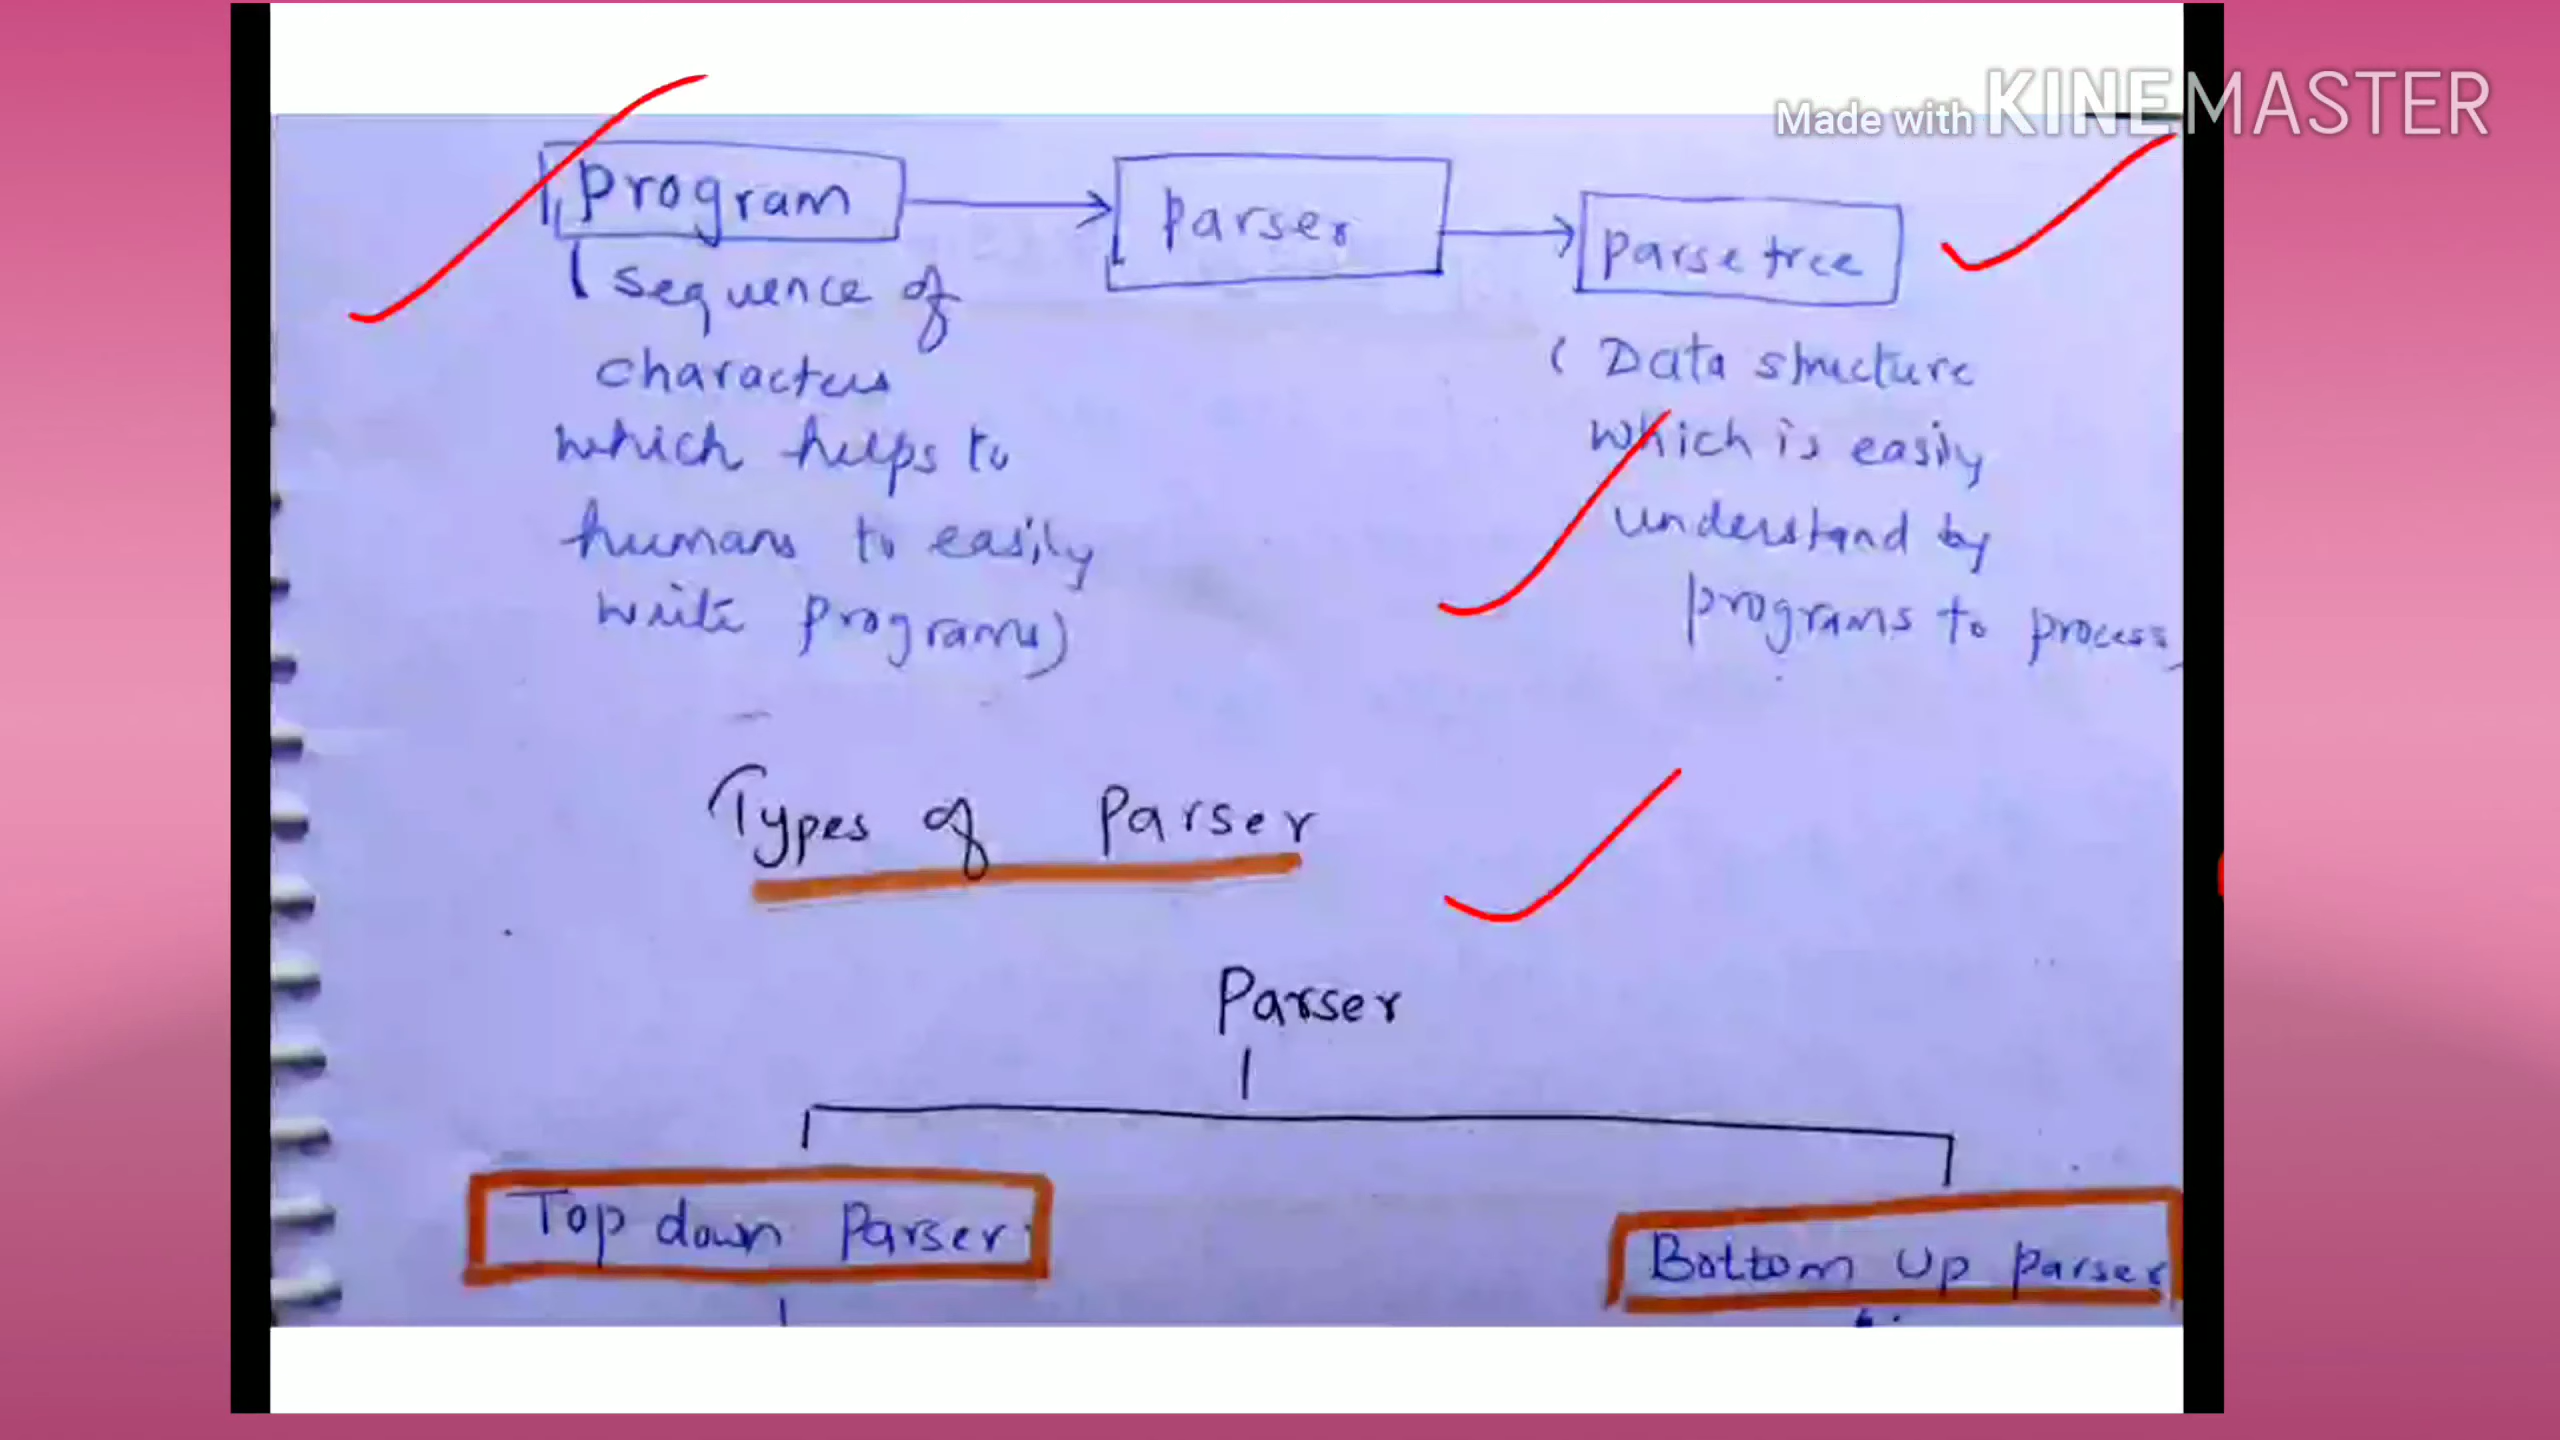 Made with KINEMASTER
Program
Parser
Parse tree
(sequence of
characters
which helps to
humans to easily
write programs)
( Data structure
which is easily
understand by
programs to process)
Types of Parser
Parser
Top down Parser
Bottom Up Parser